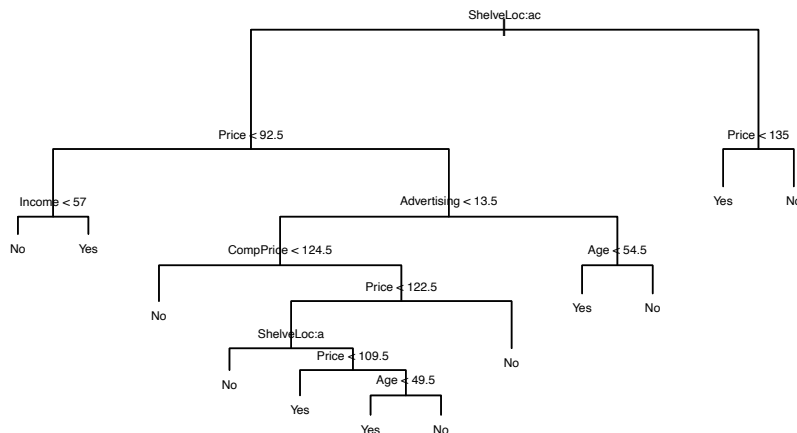 ShelveLoc:ac
Price < 92.5
Price < 135
Income < 57
Advertising < 13.5
Yes
No
No
Yes
CompPrice < 124.5
Age < 54.5
No
Price < 122.5
Yes
No
ShelveLoc:a
No
Price < 109.5
No
Yes
Age < 49.5
Yes
No